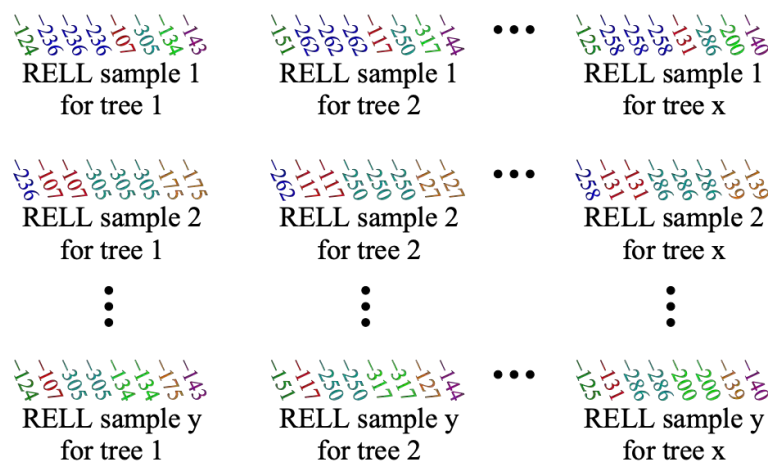 −124 −236 −236 −236 −107 −305 −134 −143
RELL sample 1
for tree 1
−151 −262 −262 −262 −117 −250 −317 −144
RELL sample 1
for tree 2
−125 −258 −258 −258 −131 −286 −200 −140
RELL sample 1
for tree x
−236 −107 −107 −305 −305 −305 −175 −175
RELL sample 2
for tree 1
−262 −117 −117 −250 −250 −250 −127 −127
RELL sample 2
for tree 2
−258 −131 −131 −286 −286 −286 −139 −139
RELL sample 2
for tree x
−124 −107 −305 −305 −134 −134 −175 −143
RELL sample y
for tree 1
−151 −117 −250 −250 −317 −317 −127 −144
RELL sample y
for tree 2
−125 −131 −286 −286 −200 −200 −139 −140
RELL sample y
for tree x